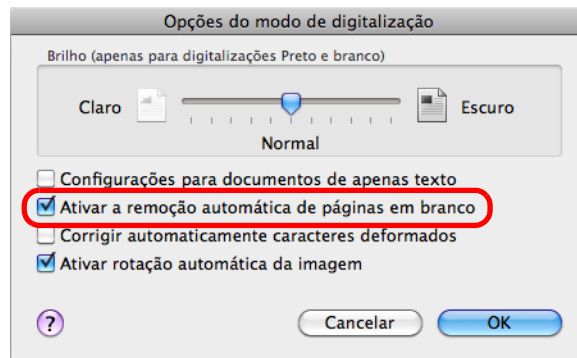 Opções do modo de digitalização
Brilho (apenas para digitalizações Preto e branco)
Claro Escuro
Normal
Configurações para documentos de apenas texto
Ativar a remoção automática de páginas em branco
Corrigir automaticamente caracteres deformados
Ativar rotação automática da imagem
? Cancelar OK